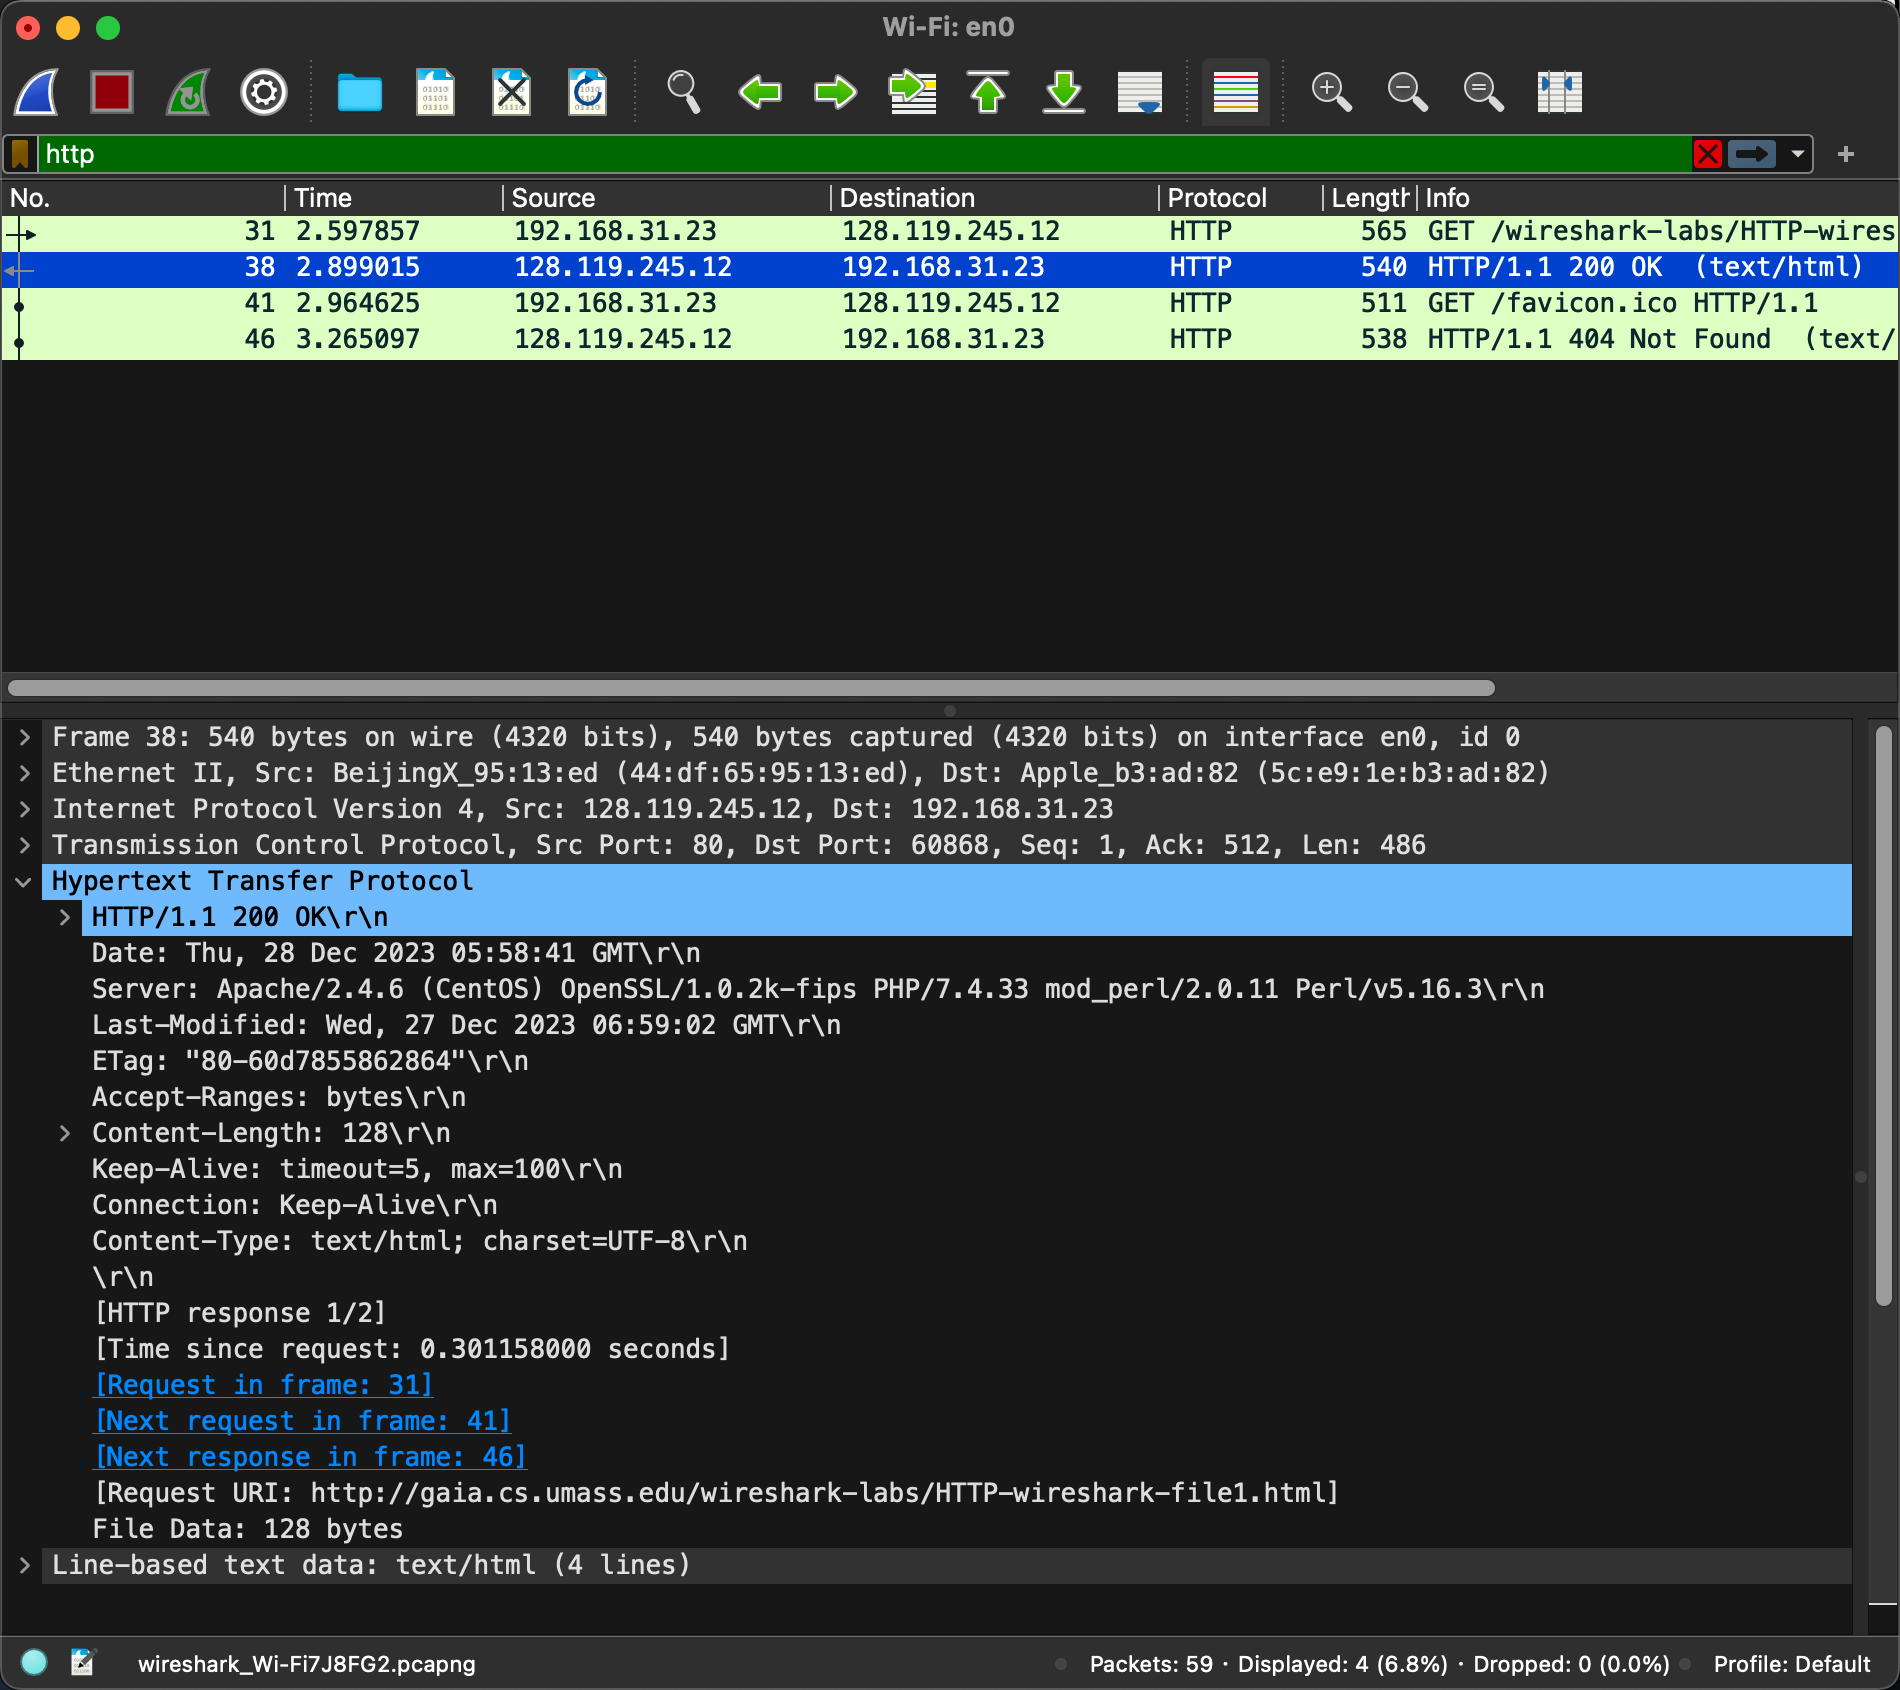 Wi-Fi: en0
http
No. Time Source Destination Protocol Length Info
31 2.597857 192.168.31.23 128.119.245.12 HTTP 565 GET /wireshark-labs/HTTP-wires
38 2.899015 128.119.245.12 192.168.31.23 HTTP 540 HTTP/1.1 200 OK (text/html)
41 2.964625 192.168.31.23 128.119.245.12 HTTP 511 GET /favicon.ico HTTP/1.1
46 3.265097 128.119.245.12 192.168.31.23 HTTP 538 HTTP/1.1 404 Not Found (text/
Frame 38: 540 bytes on wire (4320 bits), 540 bytes captured (4320 bits) on interface en0, id 0
Ethernet II, Src: BeijingX_95:13:ed (44:df:65:95:13:ed), Dst: Apple_b3:ad:82 (5c:e9:1e:b3:ad:82)
Internet Protocol Version 4, Src: 128.119.245.12, Dst: 192.168.31.23
Transmission Control Protocol, Src Port: 80, Dst Port: 60868, Seq: 1, Ack: 512, Len: 486
Hypertext Transfer Protocol
HTTP/1.1 200 OK\r\n
Date: Thu, 28 Dec 2023 05:58:41 GMT\r\n
Server: Apache/2.4.6 (CentOS) OpenSSL/1.0.2k-fips PHP/7.4.33 mod_perl/2.0.11 Perl/v5.16.3\r\n
Last-Modified: Wed, 27 Dec 2023 06:59:02 GMT\r\n
ETag: "80-60d7855862864"\r\n
Accept-Ranges: bytes\r\n
Content-Length: 128\r\n
Keep-Alive: timeout=5, max=100\r\n
Connection: Keep-Alive\r\n
Content-Type: text/html; charset=UTF-8\r\n
\r\n
[HTTP response 1/2]
[Time since request: 0.301158000 seconds]
[Request in frame: 31]
[Next request in frame: 41]
[Next response in frame: 46]
[Request URI: http://gaia.cs.umass.edu/wireshark-labs/HTTP-wireshark-file1.html]
File Data: 128 bytes
Line-based text data: text/html (4 lines)
wireshark_Wi-Fi7J8FG2.pcapng Packets: 59 · Displayed: 4 (6.8%) · Dropped: 0 (0.0%) Profile: Default